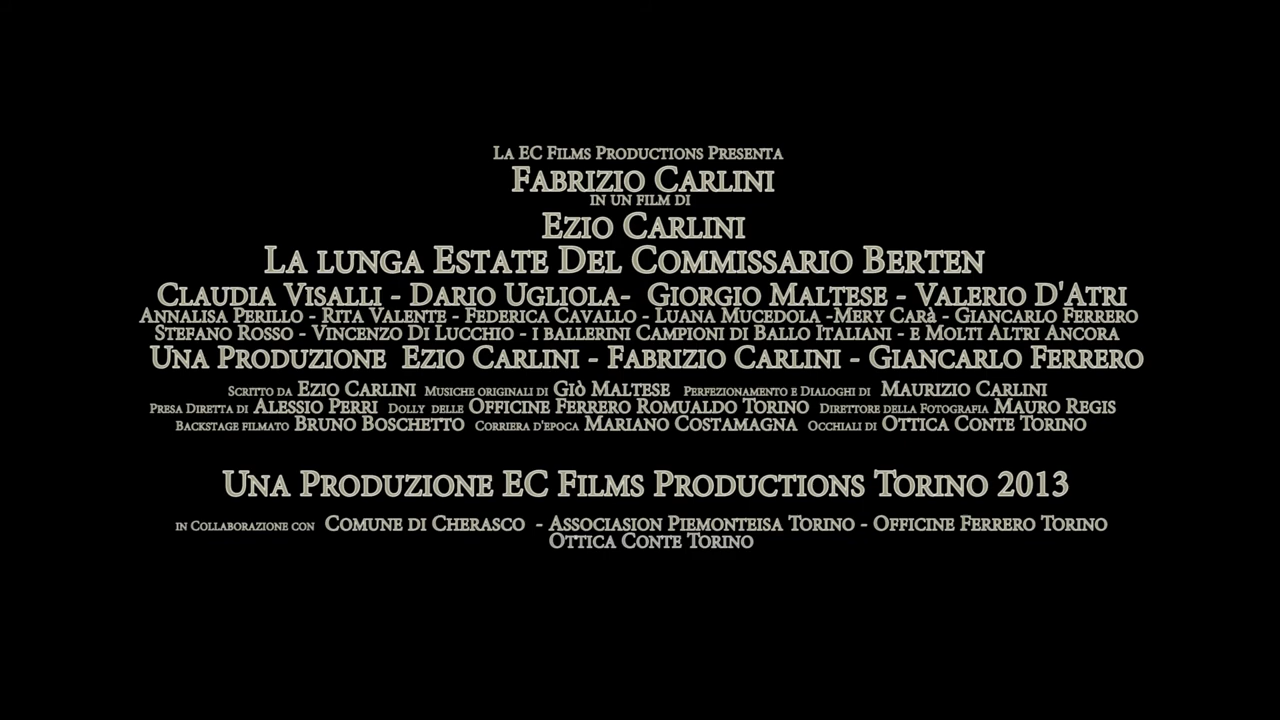 La EC Films Productions Presenta
Fabrizio Carlini
in un film di
Ezio Carlini
La lunga Estate Del Commissario Berten
Claudia Visalli - Dario Ugliola-  Giorgio Maltese - Valerio D'Atri
Annalisa Perillo - Rita Valente - Federica Cavallo - Luana Mucedola -Mery Carà - Giancarlo Ferrero
Stefano Rosso - Vincenzo Di Lucchio - i ballerini Campioni di Ballo Italiani - e Molti Altri Ancora
Una Produzione  Ezio Carlini - Fabrizio Carlini - Giancarlo Ferrero
Scritto da Ezio Carlini  Musiche originali di Giò Maltese  Perfezionamento e Dialoghi di  Maurizio Carlini
Presa Diretta di Alessio Perri  Dolly  delle Officine Ferrero Romualdo Torino  Direttore della Fotografia Mauro Regis
Backstage filmato Bruno Boschetto  Corriera d'epoca Mariano Costamagna  Occhiali di Ottica Conte Torino
Una Produzione EC Films Productions Torino 2013
in Collaborazione con  Comune di Cherasco  - Associasion Piemonteisa Torino - Officine Ferrero Torino
Ottica Conte Torino